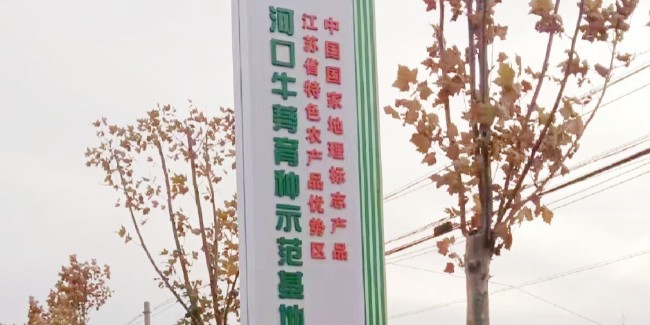 中国国家地理标志产品
江苏省特色农产品优势区
河口牛蒡育种示范基地